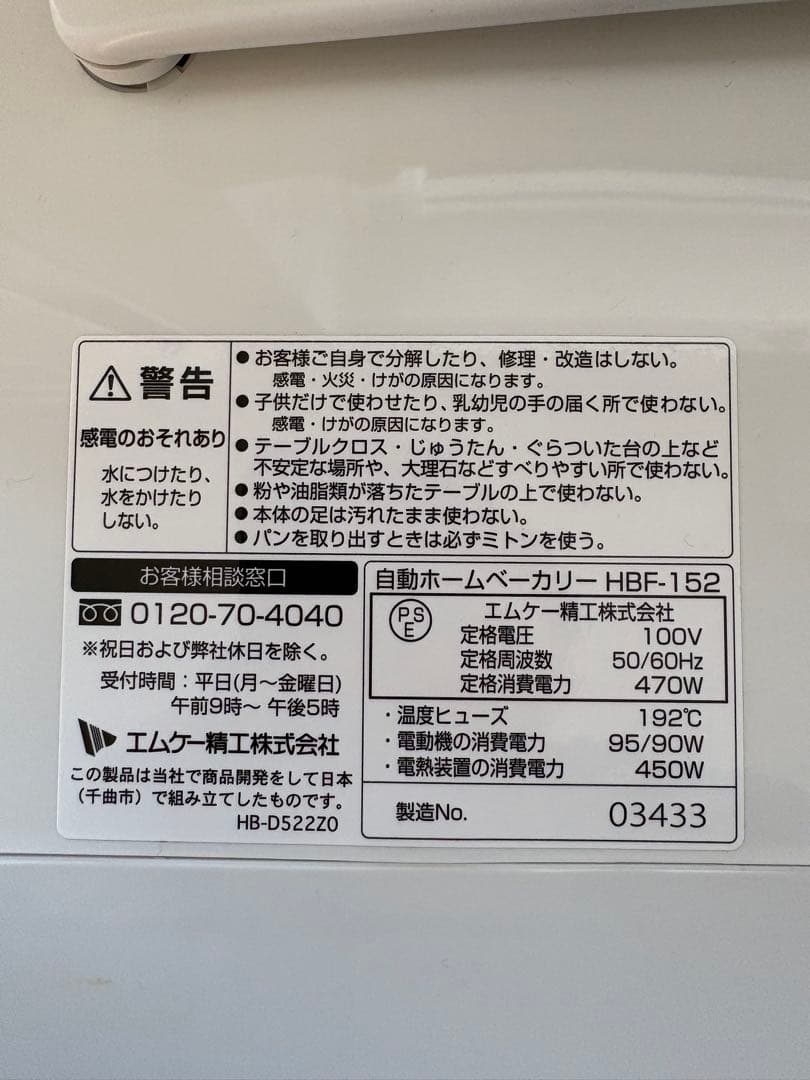 警告
感電のおそれあり
水につけたり、
水をかけたり
しない。
●お客様ご自身で分解したり、修理・改造はしない。
感電・火災・けがの原因になります。
●子供だけで使わせたり、乳幼児の手の届く所で使わない。
感電・けがの原因になります。
●テーブルクロス・じゅうたん・ぐらついた台の上など
不安定な場所や、大理石などすべりやすい所で使わない。
●粉や油脂類が落ちたテーブルの上で使わない。
●本体の足は汚れたまま使わない。
●パンを取り出すときは必ずミトンを使う。
お客様相談窓口
0120-70-4040
※祝日および弊社休日を除く。
受付時間：平日(月〜金曜日)
午前9時〜 午後5時
エムケー精工株式会社
この製品は当社で商品開発をして日本
（千曲市）で組み立てしたものです。
HB-D522Z0
自動ホームベーカリー HBF-152
PSE
エムケー精工株式会社
定格電圧 100V
定格周波数 50/60Hz
定格消費電力 470W
・温度ヒューズ 192℃
・電動機の消費電力 95/90W
・電熱装置の消費電力 450W
製造No. 03433